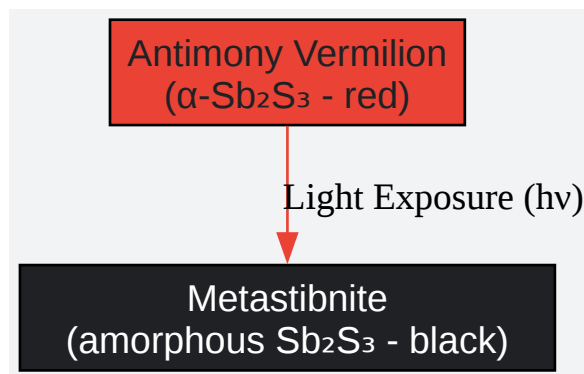 Antimony Vermilion
(α-Sb₂S₃ - red)
Light Exposure (hν)
Metastibnite
(amorphous Sb₂S₃ - black)